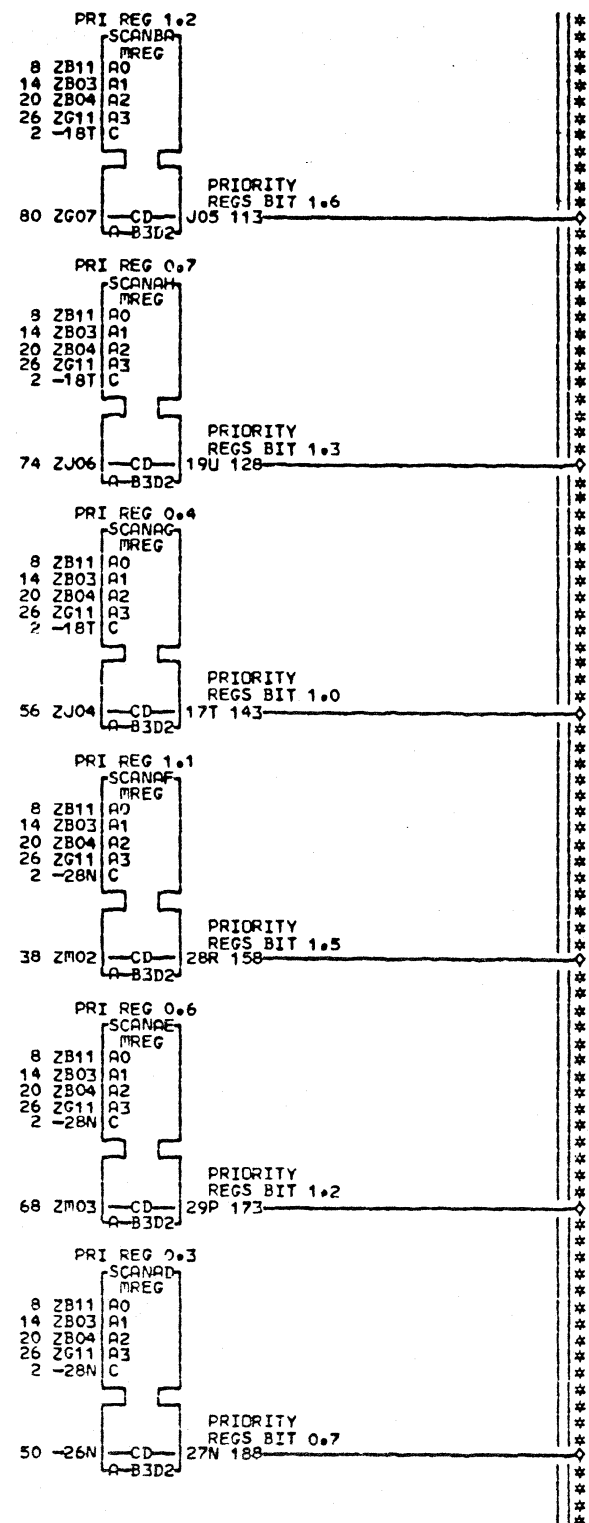 PRI REG 1.2
SCANBA
MREG
8 ZB11 A0
14 ZB03 A1
20 ZB04 A2
26 ZG11 A3
2 -18T C
PRIORITY
REGS BIT 1.6
80 ZG07 CD J05 113
A B3D2
PRI REG 0.7
SCANAH
MREG
8 ZB11 A0
14 ZB03 A1
20 ZB04 A2
26 ZG11 A3
2 -18T C
PRIORITY
REGS BIT 1.3
74 ZJ06 CD 19U 128
A B3D2
PRI REG 0.4
SCANAG
MREG
8 ZB11 A0
14 ZB03 A1
20 ZB04 A2
26 ZG11 A3
2 -18T C
PRIORITY
REGS BIT 1.0
56 ZJ04 CD 17T 143
A B3D2
PRI REG 1.1
SCANAF
MREG
8 ZB11 A0
14 ZB03 A1
20 ZB04 A2
26 ZG11 A3
2 -28N C
PRIORITY
REGS BIT 1.5
38 ZM02 CD 28R 158
A B3D2
PRI REG 0.6
SCANAE
MREG
8 ZB11 A0
14 ZB03 A1
20 ZB04 A2
26 ZG11 A3
2 -28N C
PRIORITY
REGS BIT 1.2
68 ZM03 CD 29P 173
A B3D2
PRI REG 0.3
SCANAD
MREG
8 ZB11 A0
14 ZB03 A1
20 ZB04 A2
26 ZG11 A3
2 -28N C
PRIORITY
REGS BIT 0.7
50 -26N CD 27N 188
A B3D2